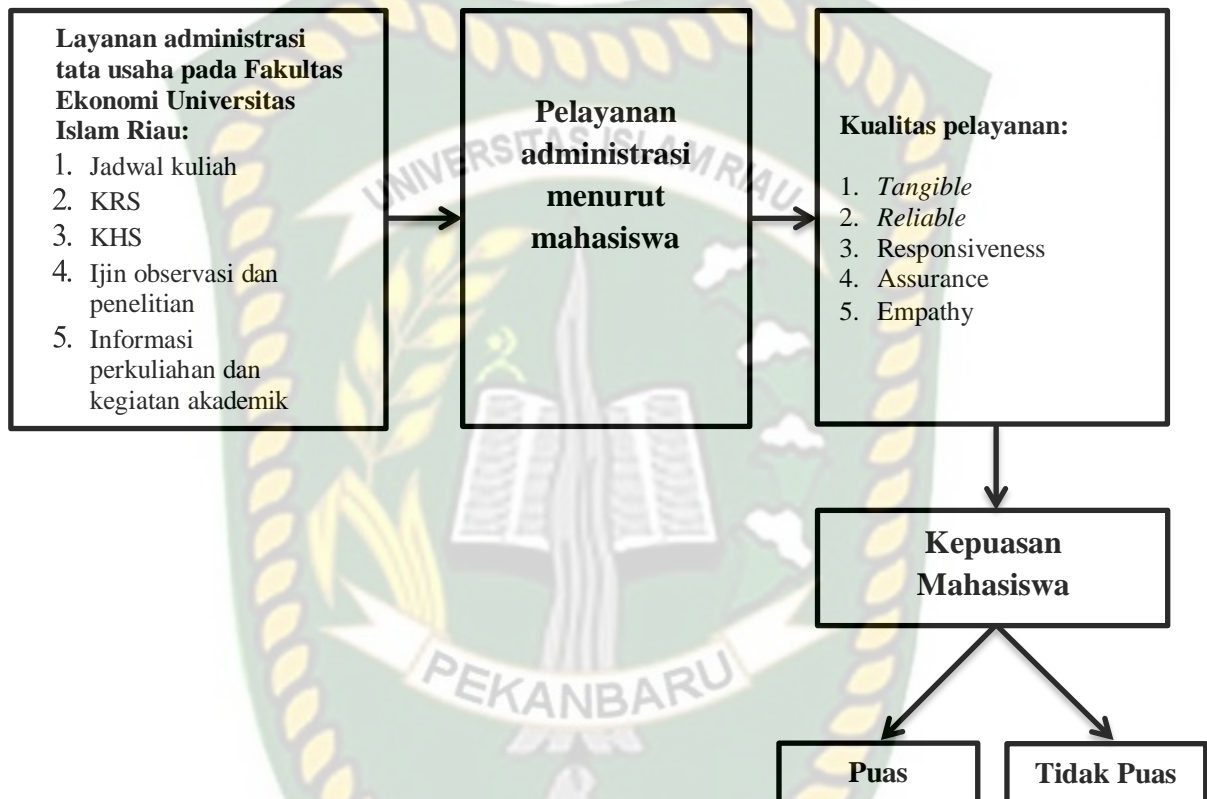 Layanan administrasi
tata usaha pada Fakultas
Ekonomi Universitas
Islam Riau:
1. Jadwal kuliah
2. KRS
3. KHS
4. Ijin observasi dan
penelitian
5. Informasi
perkuliahan dan
kegiatan akademik
Pelayanan
administrasi
menurut
mahasiswa
Kualitas pelayanan:
1. Tangible
2. Reliable
3. Responsiveness
4. Assurance
5. Empathy
Kepuasan
Mahasiswa
Puas
Tidak Puas
UNIVERSITAS ISLAM RIAU
PEKANBARU